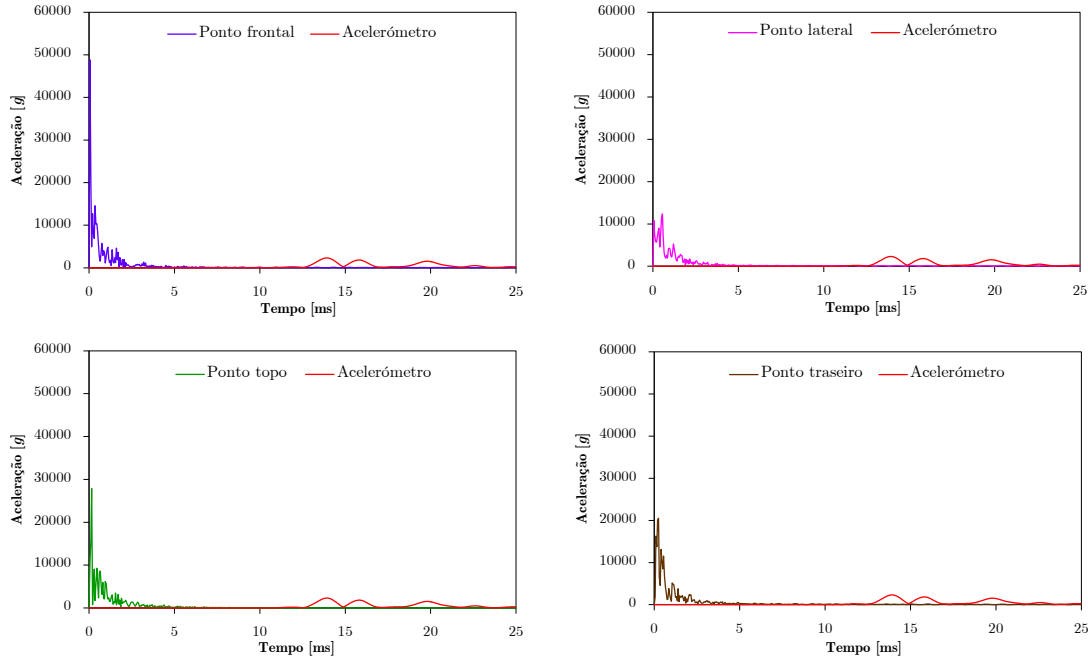 Ponto frontal Acelerómetro
Aceleração [g]
60000
50000
40000
30000
20000
10000
0
0 5 10 15 20 25
Tempo [ms]
Ponto lateral Acelerómetro
Aceleração [g]
60000
50000
40000
30000
20000
10000
0
0 5 10 15 20 25
Tempo [ms]
Ponto topo Acelerómetro
Aceleração [g]
60000
50000
40000
30000
20000
10000
0
0 5 10 15 20 25
Tempo [ms]
Ponto traseiro Acelerómetro
Aceleração [g]
60000
50000
40000
30000
20000
10000
0
0 5 10 15 20 25
Tempo [ms]